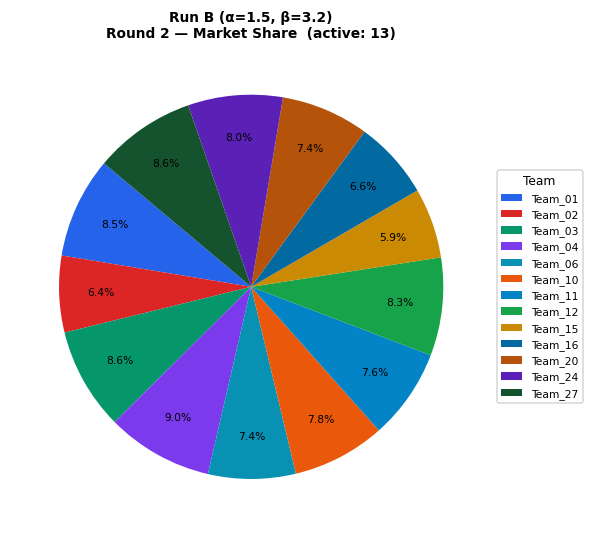 Run B (α=1.5, β=3.2)
Round 2 — Market Share  (active: 13)
8.0%
7.4%
8.6%
6.6%
8.5%
5.9%
6.4%
8.3%
8.6%
7.6%
9.0%
7.8%
7.4%
Team
Team_01
Team_02
Team_03
Team_04
Team_06
Team_10
Team_11
Team_12
Team_15
Team_16
Team_20
Team_24
Team_27